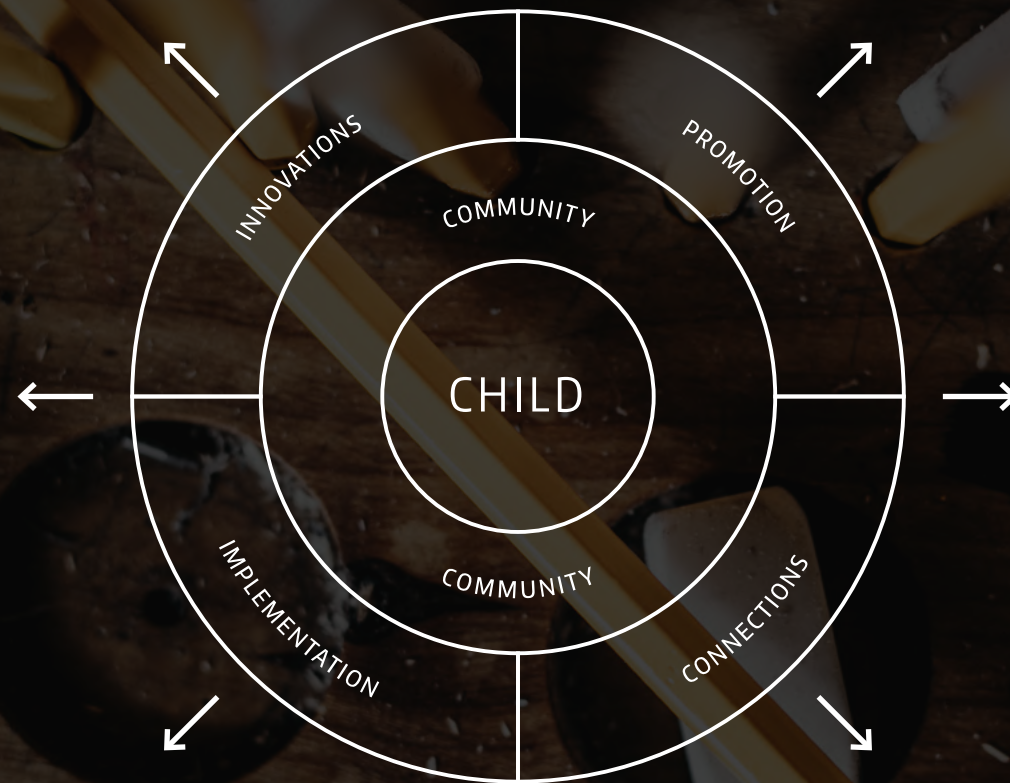 INNOVATIONS
PROMOTION
COMMUNITY
CHILD
COMMUNITY
IMPLEMENTATION
CONNECTIONS